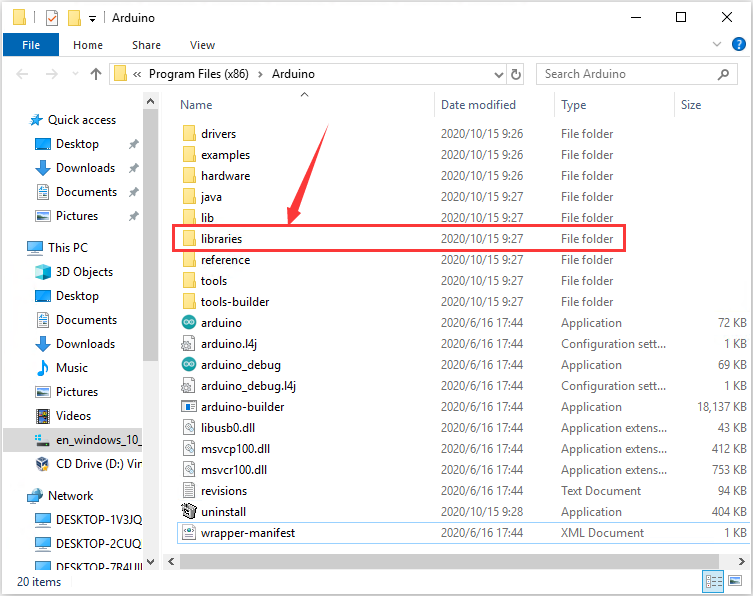 Arduino
File Home Share View
« Program Files (x86) > Arduino Search Arduino
Name Date modified Type Size
Quick access
Desktop
Downloads
Documents
Pictures
This PC
3D Objects
Desktop
Documents
Downloads
Music
Pictures
Videos
en_windows_10_
CD Drive (D:) Vir
Network
DESKTOP-1V3JQ
DESKTOP-2CUQ
DESKTOP-7R4UII
drivers 2020/10/15 9:26 File folder
examples 2020/10/15 9:26 File folder
hardware 2020/10/15 9:26 File folder
java 2020/10/15 9:27 File folder
lib 2020/10/15 9:27 File folder
libraries 2020/10/15 9:27 File folder
reference 2020/10/15 9:27 File folder
tools 2020/10/15 9:27 File folder
tools-builder 2020/10/15 9:27 File folder
arduino 2020/6/16 17:44 Application 72 KB
arduino.l4j 2020/6/16 17:44 Configuration sett... 1 KB
arduino_debug 2020/6/16 17:44 Application 69 KB
arduino_debug.l4j 2020/6/16 17:44 Configuration sett... 1 KB
arduino-builder 2020/6/16 17:44 Application 18,137 KB
libusb0.dll 2020/6/16 17:44 Application extens... 43 KB
msvcp100.dll 2020/6/16 17:44 Application extens... 412 KB
msvcr100.dll 2020/6/16 17:44 Application extens... 753 KB
revisions 2020/6/16 17:44 Text Document 94 KB
uninstall 2020/10/15 9:28 Application 404 KB
wrapper-manifest 2020/6/16 17:44 XML Document 1 KB
20 items